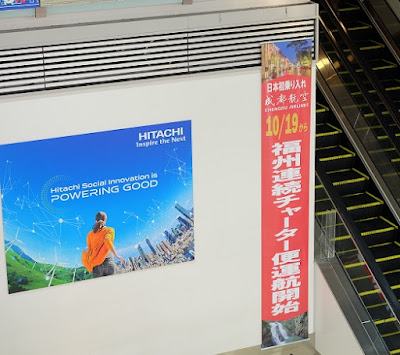 HITACHI
Inspire the Next
Hitachi Social Innovation is
POWERING GOOD
日本初乗り入れ
成都航空
CHENGDU AIRLINES
10/19から
福州連続チャーター便運航開始